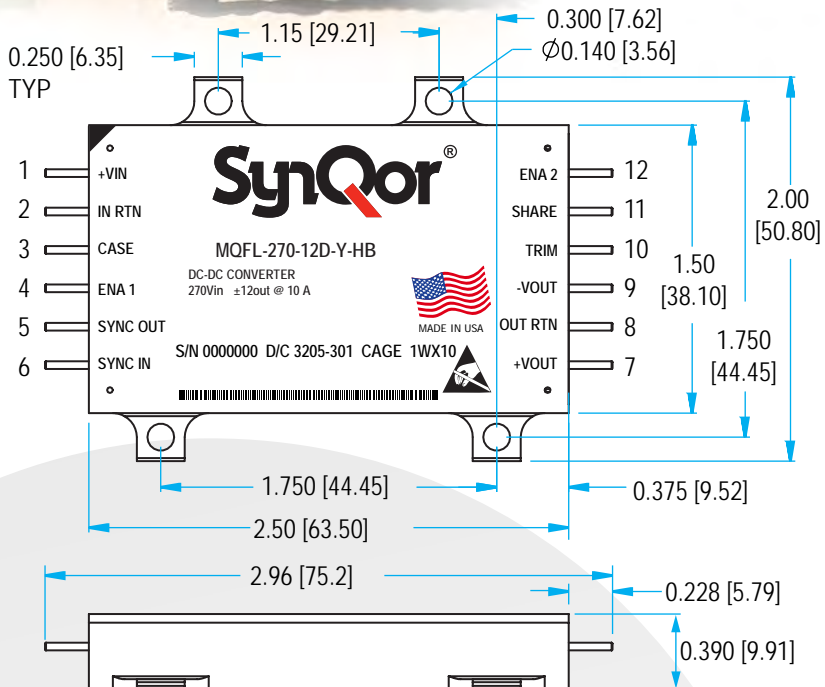 1.15 [29.21]
0.300 [7.62]
0.250 [6.35]
TYP
Ø0.140 [3.56]
SynQor®
1 +VIN
2 IN RTN
3 CASE
4 ENA 1
5 SYNC OUT
6 SYNC IN
MQFL-270-12D-Y-HB
DC-DC CONVERTER
270Vin ±12out @ 10 A
MADE IN USA
S/N 0000000 D/C 3205-301 CAGE 1WX10
ENA 2 12
SHARE 11
TRIM 10
-VOUT 9
OUT RTN 8
+VOUT 7
2.00
[50.80]
1.50
[38.10]
1.750
[44.45]
1.750 [44.45]
0.375 [9.52]
2.50 [63.50]
2.96 [75.2]
0.228 [5.79]
0.390 [9.91]